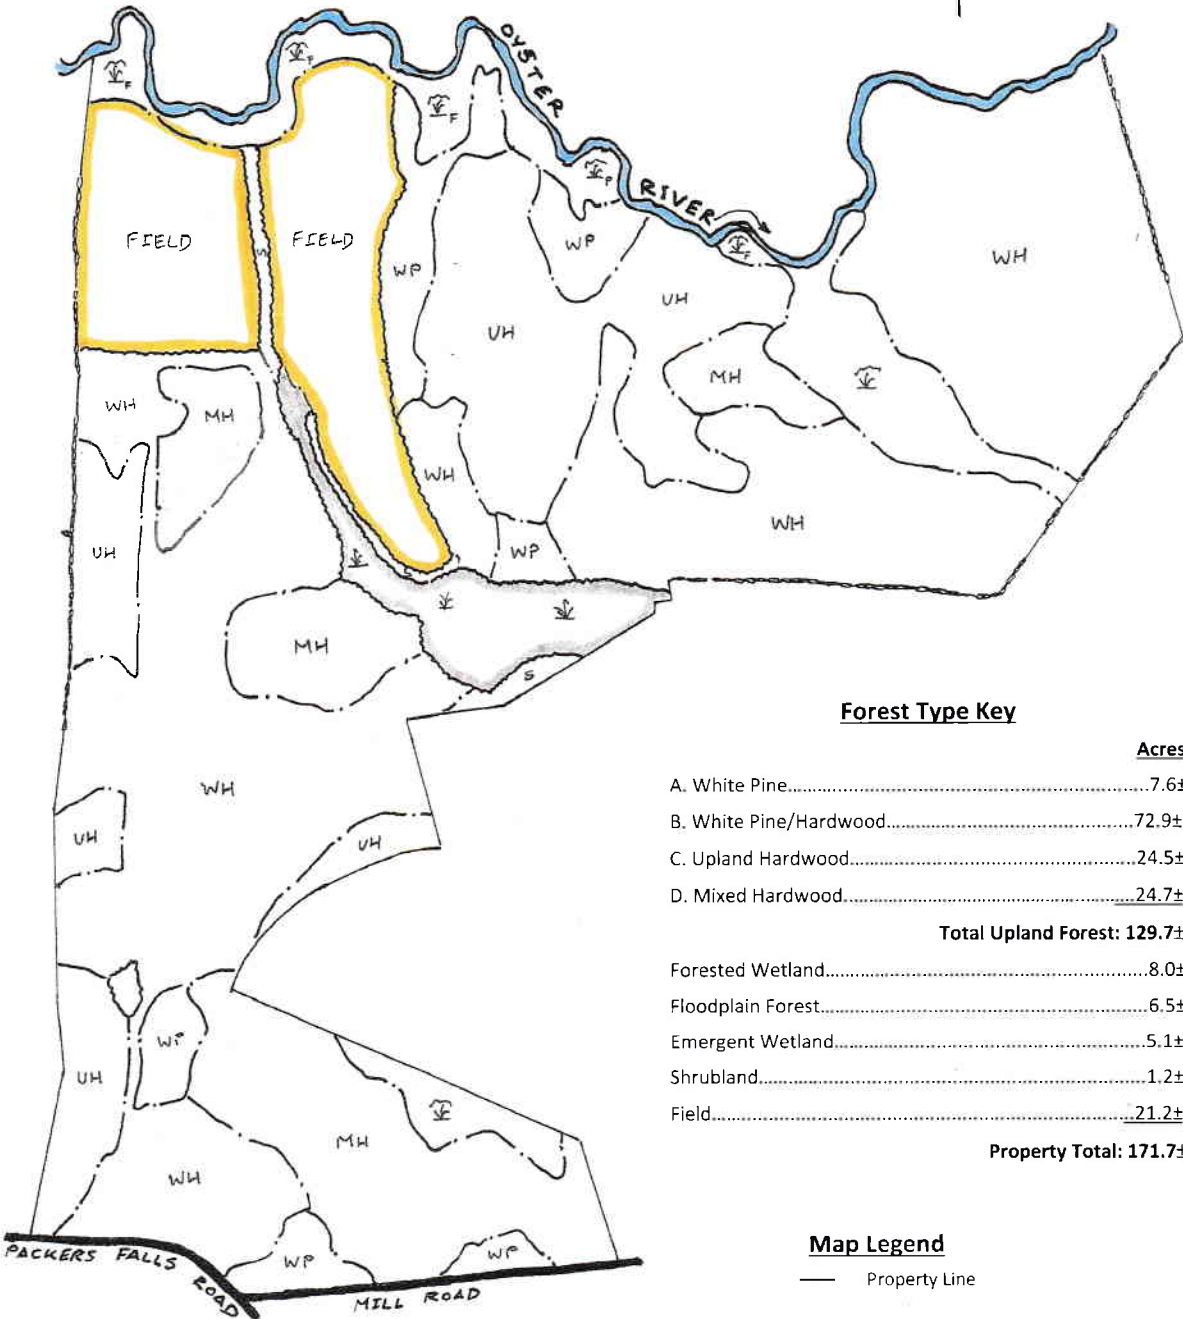 OYSTER
RIVER
F
F
F
F
F
FIELD
S
FIELD
WP
WP
WH
UH
UH
MH
WH
MH
WH
UH
WH
WP
S
MH
S
WH
UH
UH
WP
UH
MH
WH
WP
WP
PACKERS FALLS
ROAD
MILL ROAD
Forest Type Key
Acres
A. White Pine 7.6±
B. White Pine/Hardwood 72.9±
C. Upland Hardwood 24.5±
D. Mixed Hardwood 24.7±
Total Upland Forest: 129.7±
Forested Wetland 8.0±
Floodplain Forest 6.5±
Emergent Wetland 5.1±
Shrubland 1.2±
Field 21.2±
Property Total: 171.7±
Map Legend
Property Line